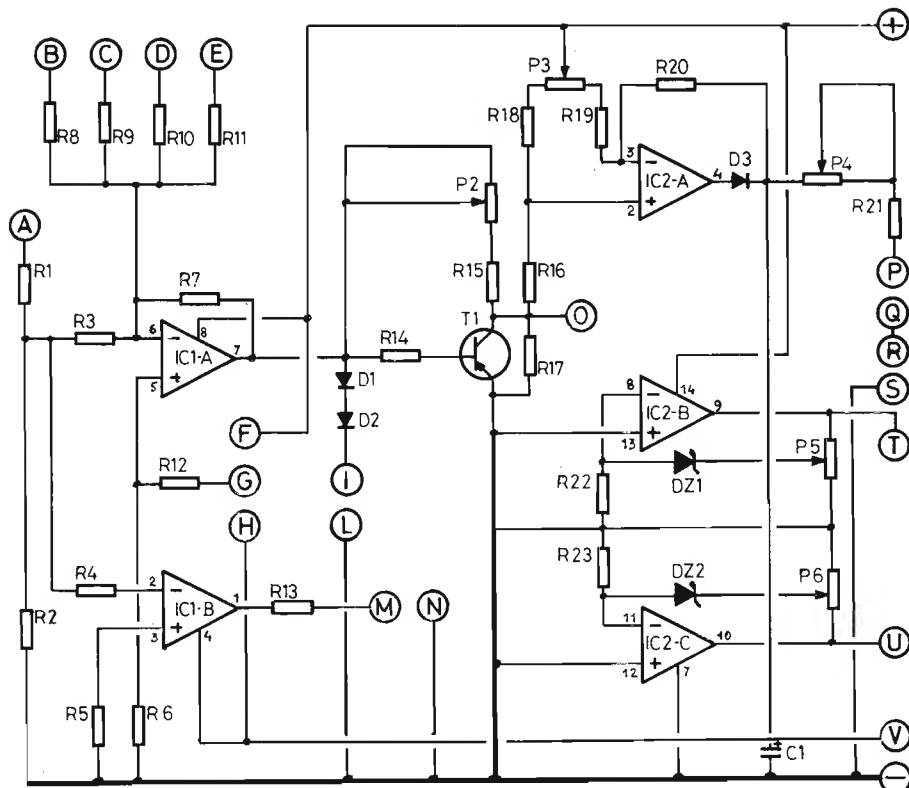 B C D E +
P3 R20
R8 R9 R10 R11 R18 R19
3 − IC2-A 4 D3 P4
P2 2 +
A R21
R1 R7 R15 R16 P
R3 6 − 8 T1 O Q
IC1-A 7 R14 R17 R
5 + D1 8 − 14 S
D2 IC2-B 9
F 13 + T
R12 G I DZ1 P5
H L R22
R4 2 − R23
IC1-B 1 R13 M N DZ2 P6
R2 3 + 4 11 −
IC2-C 10 U
12 + 7
R5 R6 V
+ C1
−